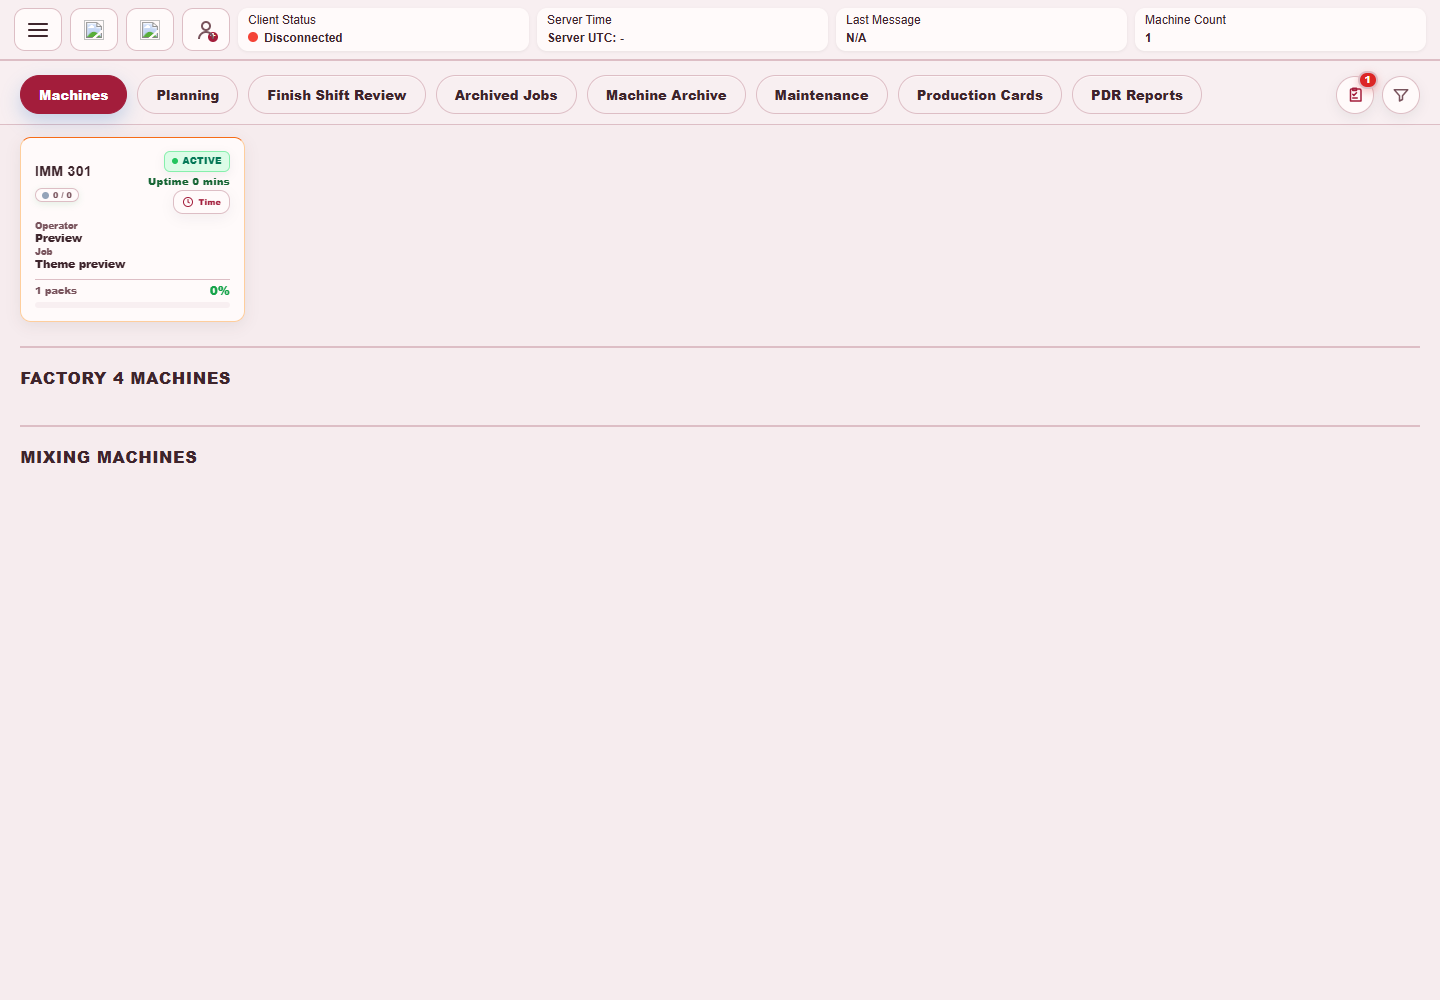 Client Status
Disconnected
Server Time
Server UTC: -
Last Message
N/A
Machine Count
1
Machines
Planning
Finish Shift Review
Archived Jobs
Machine Archive
Maintenance
Production Cards
PDR Reports
1
IMM 301
ACTIVE
Uptime 0 mins
0 / 0
Time
Operator
Preview
Job
Theme preview
1 packs
0%
FACTORY 4 MACHINES
MIXING MACHINES